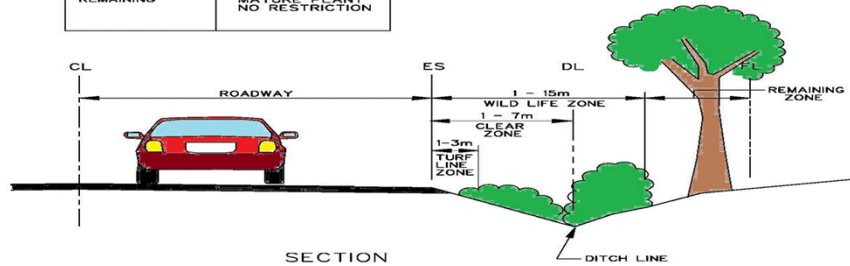 REMAINING
MATURE PLANT
NO RESTRICTION
CL
ES
DL
FL
ROADWAY
1 - 15m
WILD LIFE ZONE
REMAINING
ZONE
1 - 7m
CLEAR
ZONE
1-3m
TURF
LINE
ZONE
SECTION
DITCH LINE